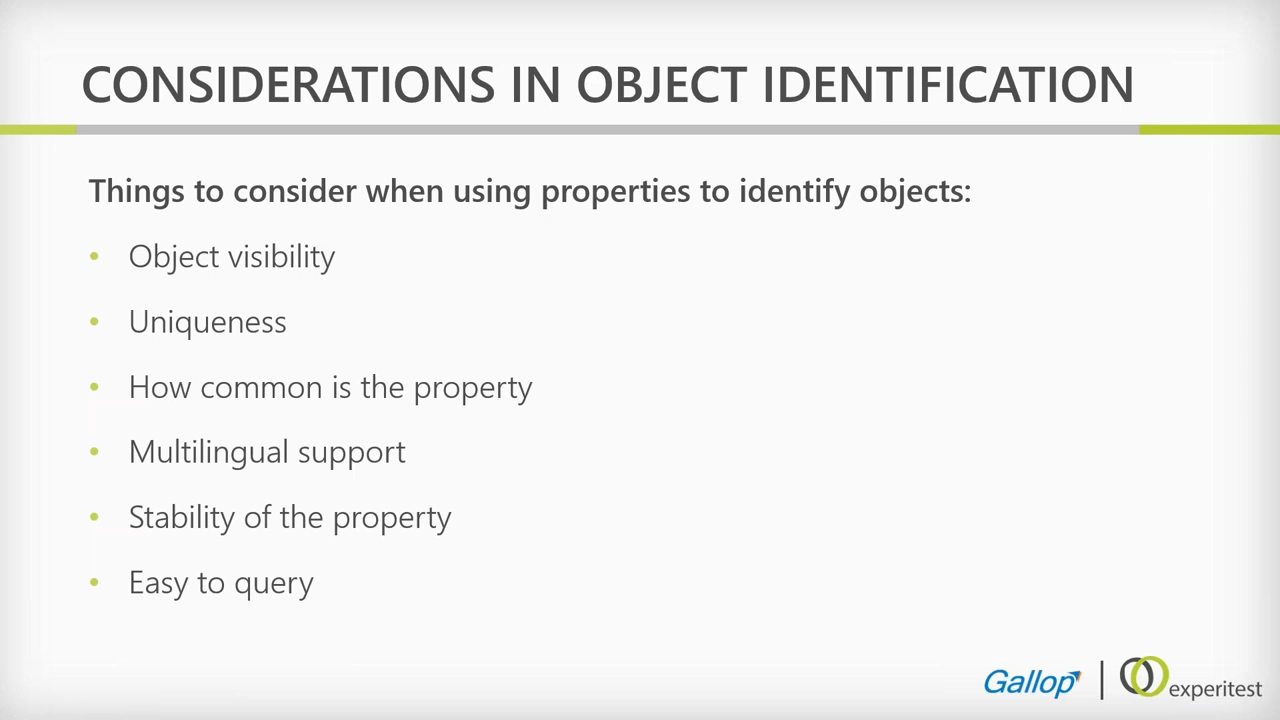 CONSIDERATIONS IN OBJECT IDENTIFICATION
Things to consider when using properties to identify objects:
• Object visibility
• Uniqueness
• How common is the property
• Multilingual support
• Stability of the property
• Easy to query
Gallop | experitest